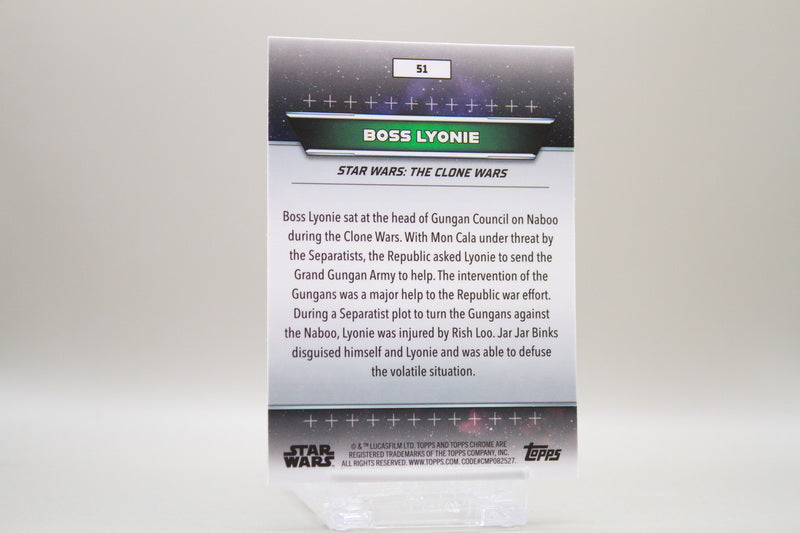 51
BOSS LYONIE
STAR WARS: THE CLONE WARS
Boss Lyonie sat at the head of Gungan Council on Naboo
during the Clone Wars. With Mon Cala under threat by
the Separatists, the Republic asked Lyonie to send the
Grand Gungan Army to help. The intervention of the
Gungans was a major help to the Republic war effort.
During a Separatist plot to turn the Gungans against
the Naboo, Lyonie was injured by Rish Loo. Jar Jar Binks
disguised himself and Lyonie and was able to defuse
the volatile situation.
STAR
WARS
© & ™ LUCASFILM LTD. TOPPS AND TOPPS CHROME ARE
REGISTERED TRADEMARKS OF THE TOPPS COMPANY, INC.
ALL RIGHTS RESERVED. WWW.TOPPS.COM. CODE#CMP082527.
Topps